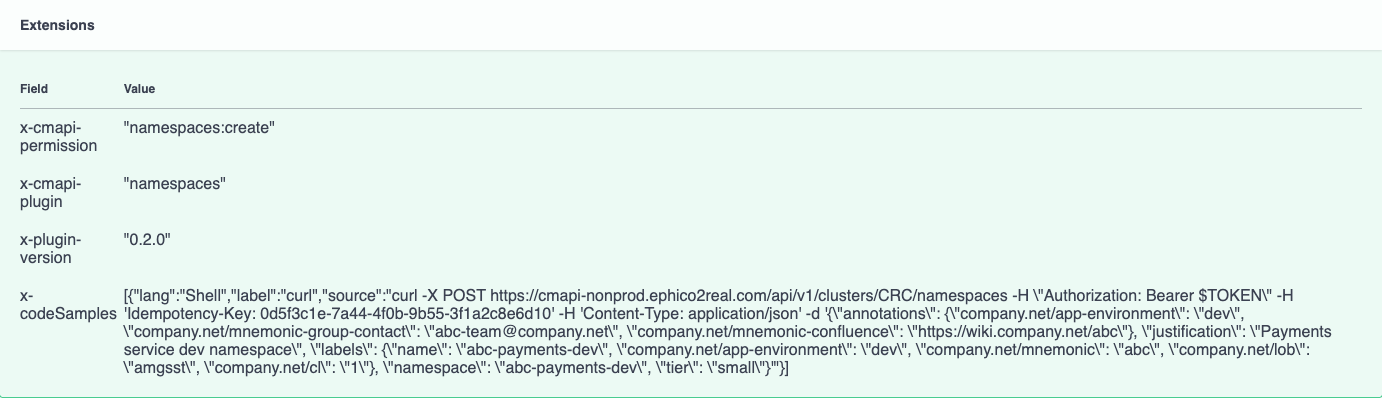 Extensions
Field Value
x-cmapi-permission "namespaces:create"
x-cmapi-plugin "namespaces"
x-plugin-version "0.2.0"
x-codeSamples [{"lang":"Shell","label":"curl","source":"curl -X POST https://cmapi-nonprod.ephico2real.com/api/v1/clusters/CRC/namespaces -H \"Authorization: Bearer $TOKEN\" -H
'Idempotency-Key: 0d5f3c1e-7a44-4f0b-9b55-3f1a2c8e6d10' -H 'Content-Type: application/json' -d '{\"annotations\": {\"company.net/app-environment\": \"dev\",
\"company.net/mnemonic-group-contact\": \"abc-team@company.net\", \"company.net/mnemonic-confluence\": \"https://wiki.company.net/abc\"}, \"justification\": \"Payments
service dev namespace\", \"labels\": {\"name\": \"abc-payments-dev\", \"company.net/app-environment\": \"dev\", \"company.net/mnemonic\": \"abc\", \"company.net/lob\":
\"amgsst\", \"company.net/cl\": \"1\"}, \"namespace\": \"abc-payments-dev\", \"tier\": \"small\"}'"}]